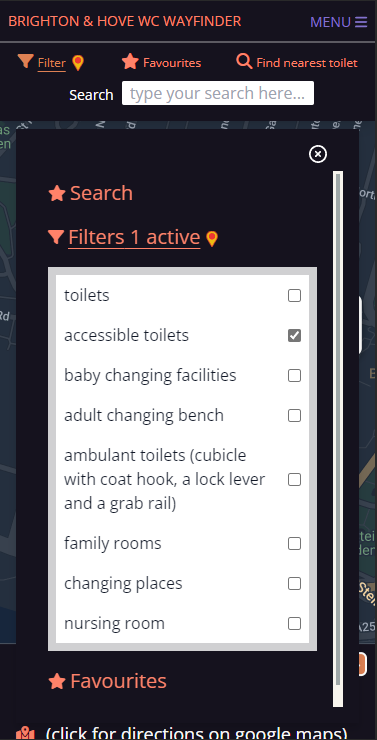 BRIGHTON & HOVE WC WAYFINDER
MENU
Filter
Favourites
Find nearest toilet
Search
type your search here...
Search
Filters 1 active
toilets
accessible toilets
baby changing facilities
adult changing bench
ambulant toilets (cubicle
with coat hook, a lock lever
and a grab rail)
family rooms
changing places
nursing room
Favourites
(click for directions on google maps)